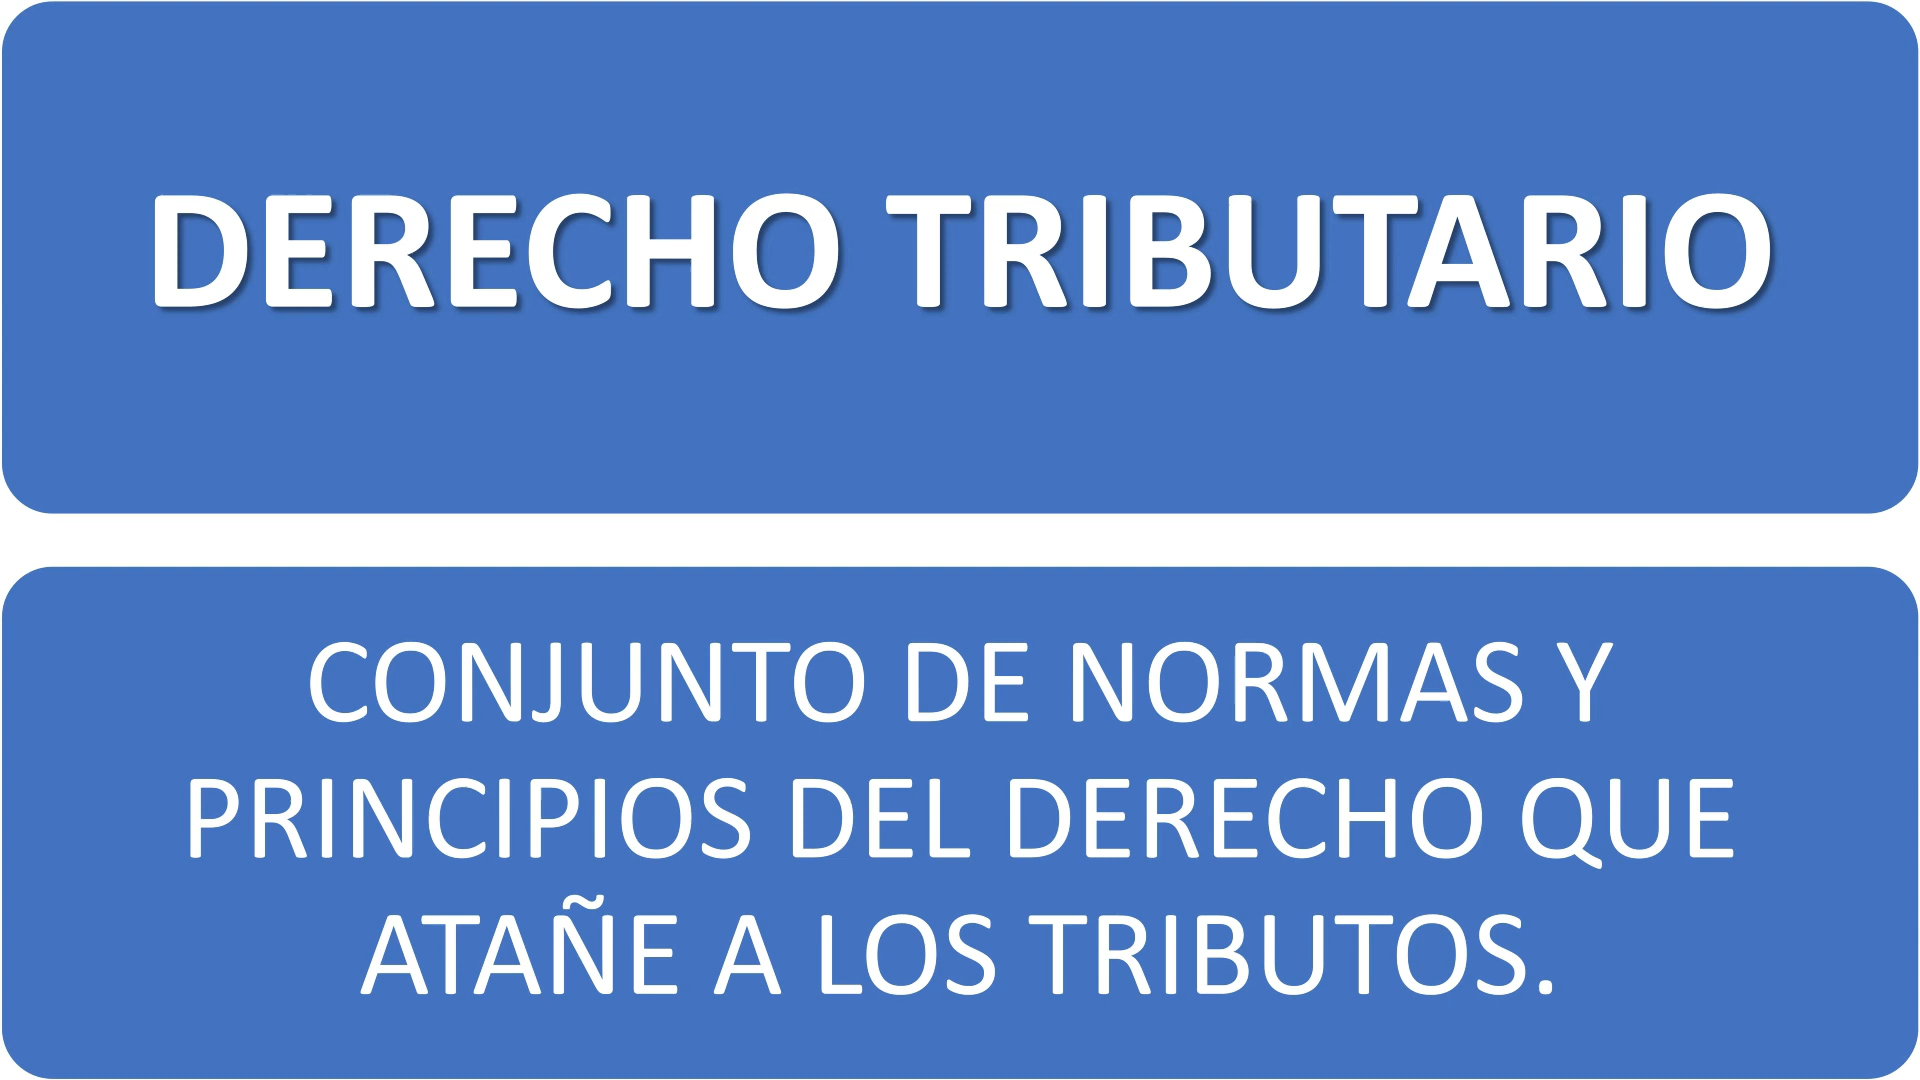 DERECHO TRIBUTARIO
CONJUNTO DE NORMAS Y
PRINCIPIOS DEL DERECHO QUE
ATAÑE A LOS TRIBUTOS.